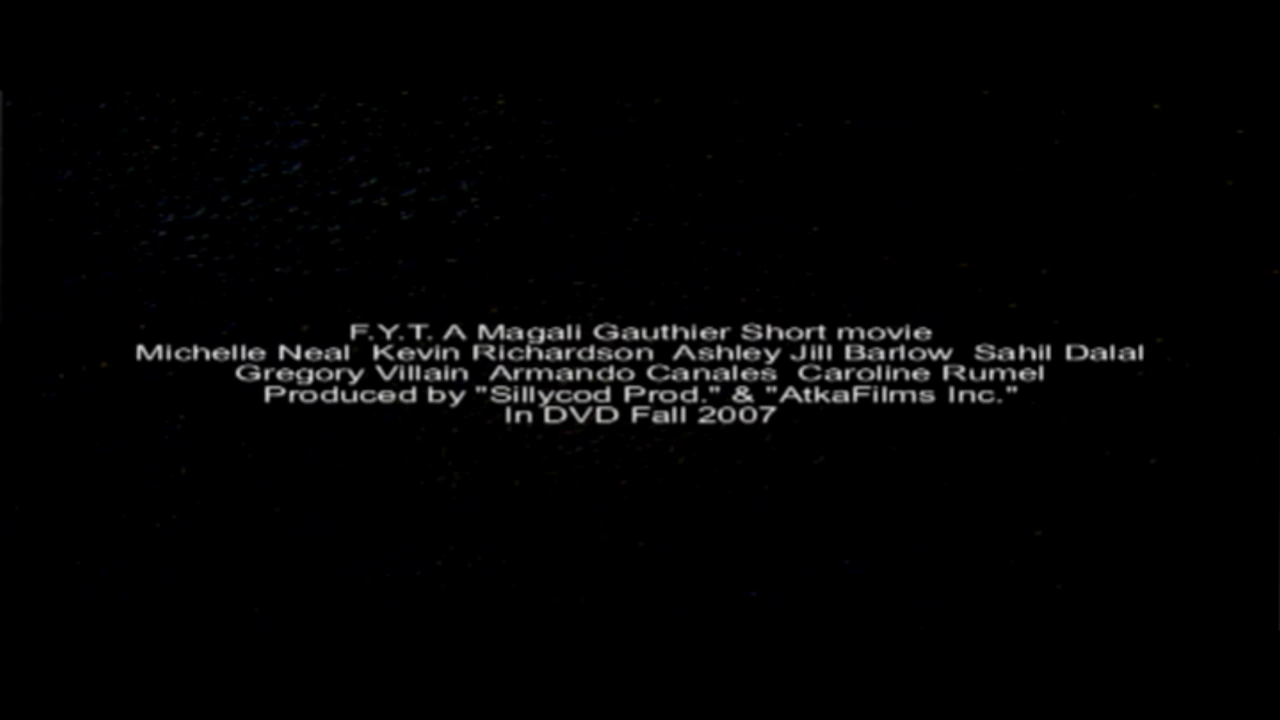 F.Y.T. A Magali Gauthier Short movie
Michelle Neal Kevin Richardson Ashley Jill Barlow Sahil Dalal
Gregory Villain Armando Canales Caroline Rumel
Produced by "Sillycod Prod." & "AtkaFilms Inc."
In DVD Fall 2007